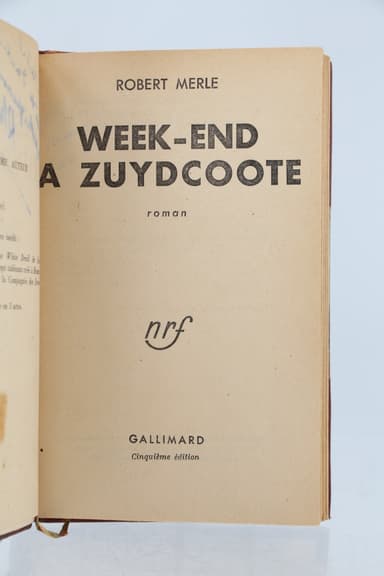 ROBERT MERLE
WEEK-END
A ZUYDCOOTE
roman
nrf
GALLIMARD
Cinquième édition